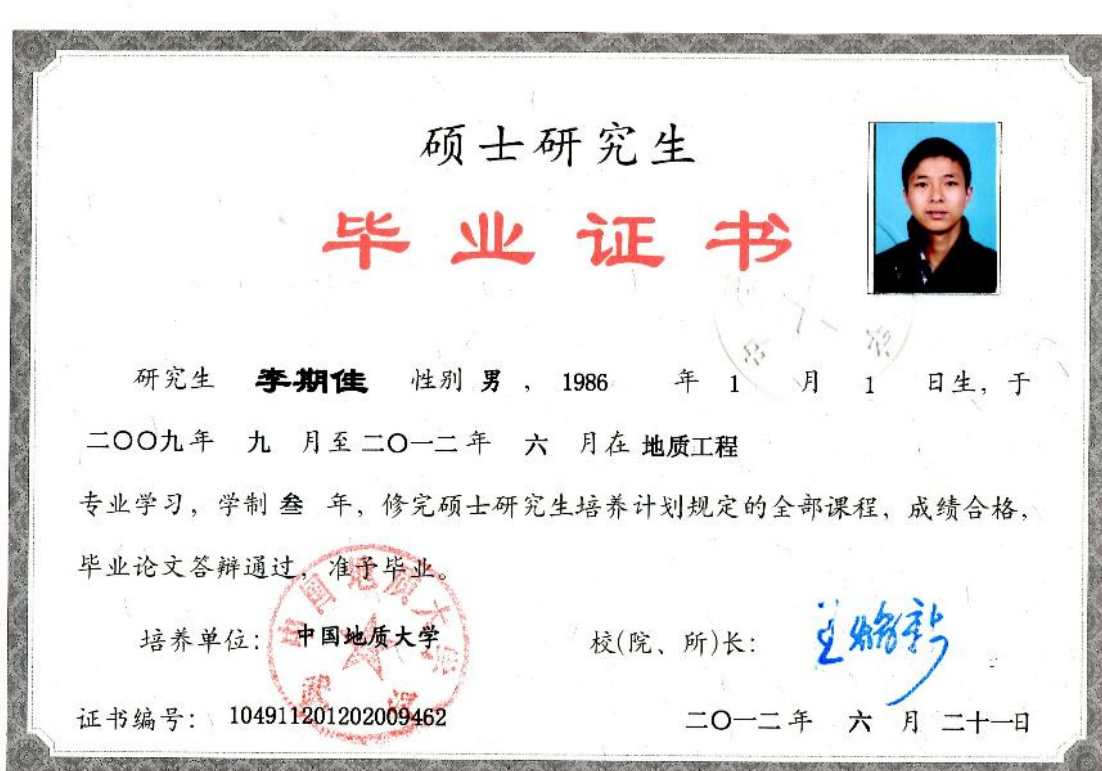 硕士研究生
毕业证书
研究生 李期佳 性别 男 , 1986 年 1 月 1 日生, 于
二〇〇九年 九 月至二〇一二年 六 月在 地质工程
专业学习, 学制 叁 年, 修完硕士研究生培养计划规定的全部课程, 成绩合格,
毕业论文答辩通过, 准予毕业。
培养单位: 中国地质大学 校(院、所)长:
证书编号: 104911201202009462 二〇一二年 六 月 二十一日